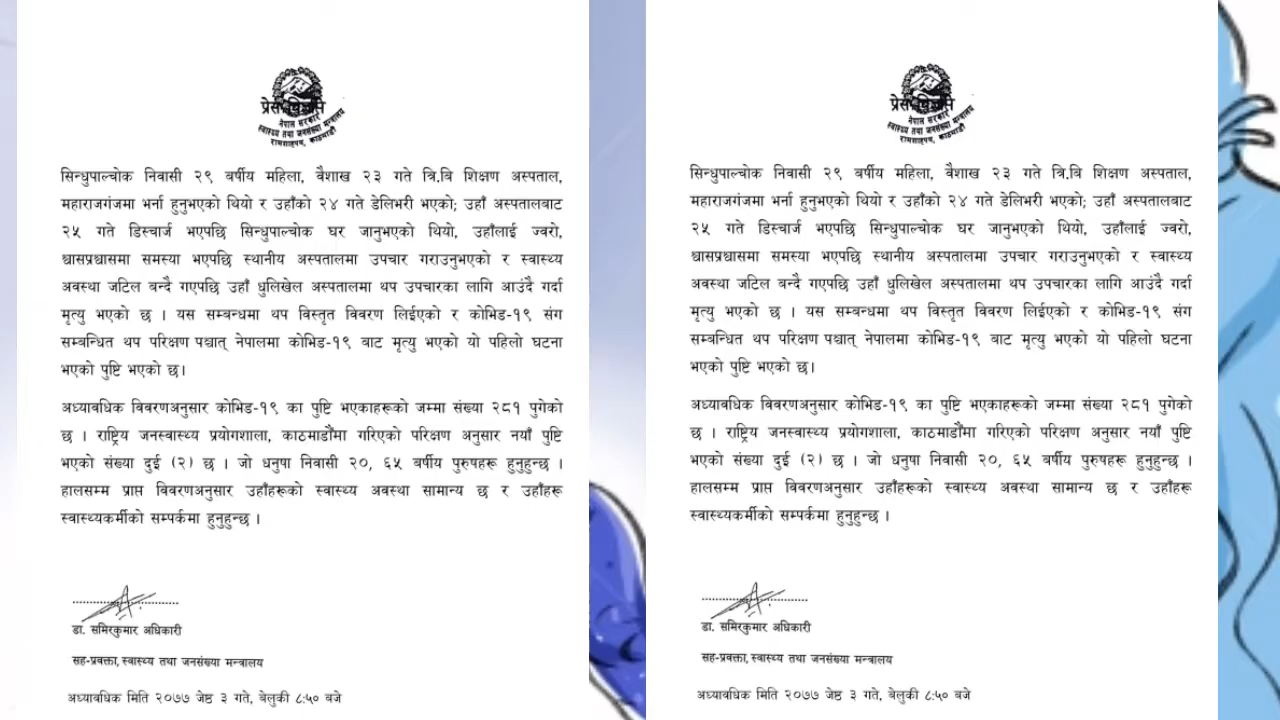 प्रेस विज्ञप्ति
नेपाल सरकार
स्वास्थ्य तथा जनसंख्या मन्त्रालय
रामशाहपथ, काठमाडौं
सिन्धुपाल्चोक निवासी २९ बर्षीय महिला, बैशाख २३ गते त्रि.वि शिक्षण अस्पताल,
महाराजगंजमा भर्ना हुनुभएको थियो र उहाँको २४ गते डेलिभरी भएको; उहाँ अस्पतालबाट
२५ गते डिस्चार्ज भएपछि सिन्धुपाल्चोक घर जानुभएको थियो, उहाँलाई ज्वरो,
श्वासप्रश्वासमा समस्या भएपछि स्थानीय अस्पतालमा उपचार गराउनुभएको र स्वास्थ्य
अवस्था जटिल बन्दै गएपछि उहाँ धुलिखेल अस्पतालमा थप उपचारका लागि आउंदै गर्दा
मृत्यु भएको छ । यस सम्बन्धमा थप विस्तृत विवरण लिईएको र कोभिड-१९ संग
सम्बन्धित थप परिक्षण पश्चात् नेपालमा कोभिड-१९ बाट मृत्यु भएको यो पहिलो घटना
भएको पुष्टि भएको छ।
अध्यावधिक विवरणअनुसार कोभिड-१९ का पुष्टि भएकाहरूको जम्मा संख्या २८१ पुगेको
छ । राष्ट्रिय जनस्वास्थ्य प्रयोगशाला, काठमाडौंमा गरिएको परिक्षण अनुसार नयाँ पुष्टि
भएको संख्या दुई (२) छ । जो धनुषा निवासी २०, ६५ बर्षीय पुरुषहरू हुनुहुन्छ ।
हालसम्म प्राप्त विवरणअनुसार उहाँहरूको स्वास्थ्य अवस्था सामान्य छ र उहाँहरू
स्वास्थ्यकर्मीको सम्पर्कमा हुनुहुन्छ ।
डा. समिरकुमार अधिकारी
सह-प्रवक्ता, स्वास्थ्य तथा जनसंख्या मन्त्रालय
अध्यावधिक मिति २०७७ जेष्ठ ३ गते, बेलुकी ८:५० बजे
प्रेस विज्ञप्ति
नेपाल सरकार
स्वास्थ्य तथा जनसंख्या मन्त्रालय
रामशाहपथ, काठमाडौं
सिन्धुपाल्चोक निवासी २९ बर्षीय महिला, बैशाख २३ गते त्रि.वि शिक्षण अस्पताल,
महाराजगंजमा भर्ना हुनुभएको थियो र उहाँको २४ गते डेलिभरी भएको; उहाँ अस्पतालबाट
२५ गते डिस्चार्ज भएपछि सिन्धुपाल्चोक घर जानुभएको थियो, उहाँलाई ज्वरो,
श्वासप्रश्वासमा समस्या भएपछि स्थानीय अस्पतालमा उपचार गराउनुभएको र स्वास्थ्य
अवस्था जटिल बन्दै गएपछि उहाँ धुलिखेल अस्पतालमा थप उपचारका लागि आउंदै गर्दा
मृत्यु भएको छ । यस सम्बन्धमा थप विस्तृत विवरण लिईएको र कोभिड-१९ संग
सम्बन्धित थप परिक्षण पश्चात् नेपालमा कोभिड-१९ बाट मृत्यु भएको यो पहिलो घटना
भएको पुष्टि भएको छ।
अध्यावधिक विवरणअनुसार कोभिड-१९ का पुष्टि भएकाहरूको जम्मा संख्या २८१ पुगेको
छ । राष्ट्रिय जनस्वास्थ्य प्रयोगशाला, काठमाडौंमा गरिएको परिक्षण अनुसार नयाँ पुष्टि
भएको संख्या दुई (२) छ । जो धनुषा निवासी २०, ६५ बर्षीय पुरुषहरू हुनुहुन्छ ।
हालसम्म प्राप्त विवरणअनुसार उहाँहरूको स्वास्थ्य अवस्था सामान्य छ र उहाँहरू
स्वास्थ्यकर्मीको सम्पर्कमा हुनुहुन्छ ।
डा. समिरकुमार अधिकारी
सह-प्रवक्ता, स्वास्थ्य तथा जनसंख्या मन्त्रालय
अध्यावधिक मिति २०७७ जेष्ठ ३ गते, बेलुकी ८:५० बजे